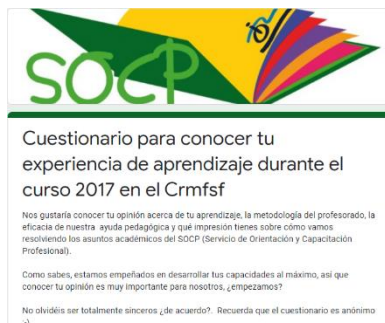 SOCP
Cuestionario para conocer tu
experiencia de aprendizaje durante el
curso 2017 en el Crmfsf
Nos gustaría conocer tu opinión acerca de tu aprendizaje, la metodología del profesorado, la
eficacia de nuestra ayuda pedagógica y qué impresión tienes sobre cómo vamos
resolviendo los asuntos académicos del SOCP (Servicio de Orientación y Capacitación
Profesional).
Como sabes, estamos empeñados en desarrollar tus capacidades al máximo, así que
conocer tu opinión es muy importante para nosotros, ¿empezamos?
No olvidéis ser totalmente sinceros ¿de acuerdo?. Recuerda que el cuestionario es anónimo
;-)